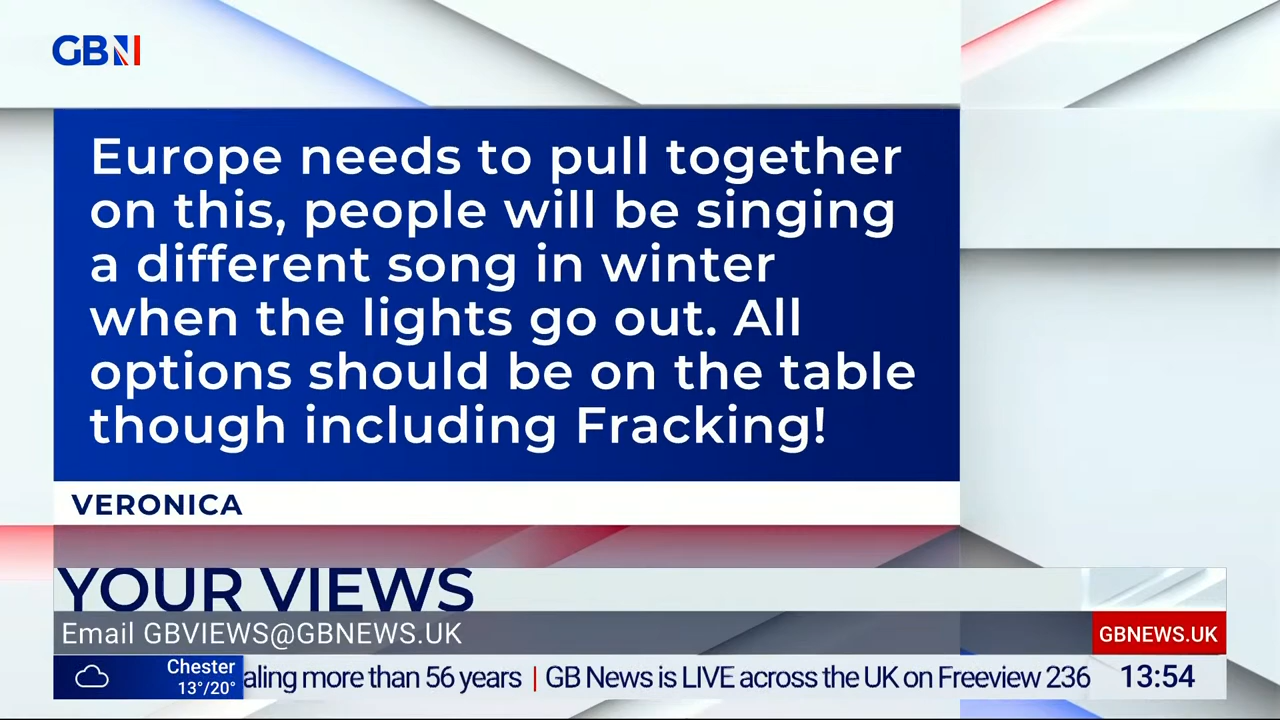 GBN
Europe needs to pull together
on this, people will be singing
a different song in winter
when the lights go out. All
options should be on the table
though including Fracking!
VERONICA
YOUR VIEWS
Email GBVIEWS@GBNEWS.UK
GBNEWS.UK
Chester
13°/20°
aling more than 56 years | GB News is LIVE across the UK on Freeview 236
13:54